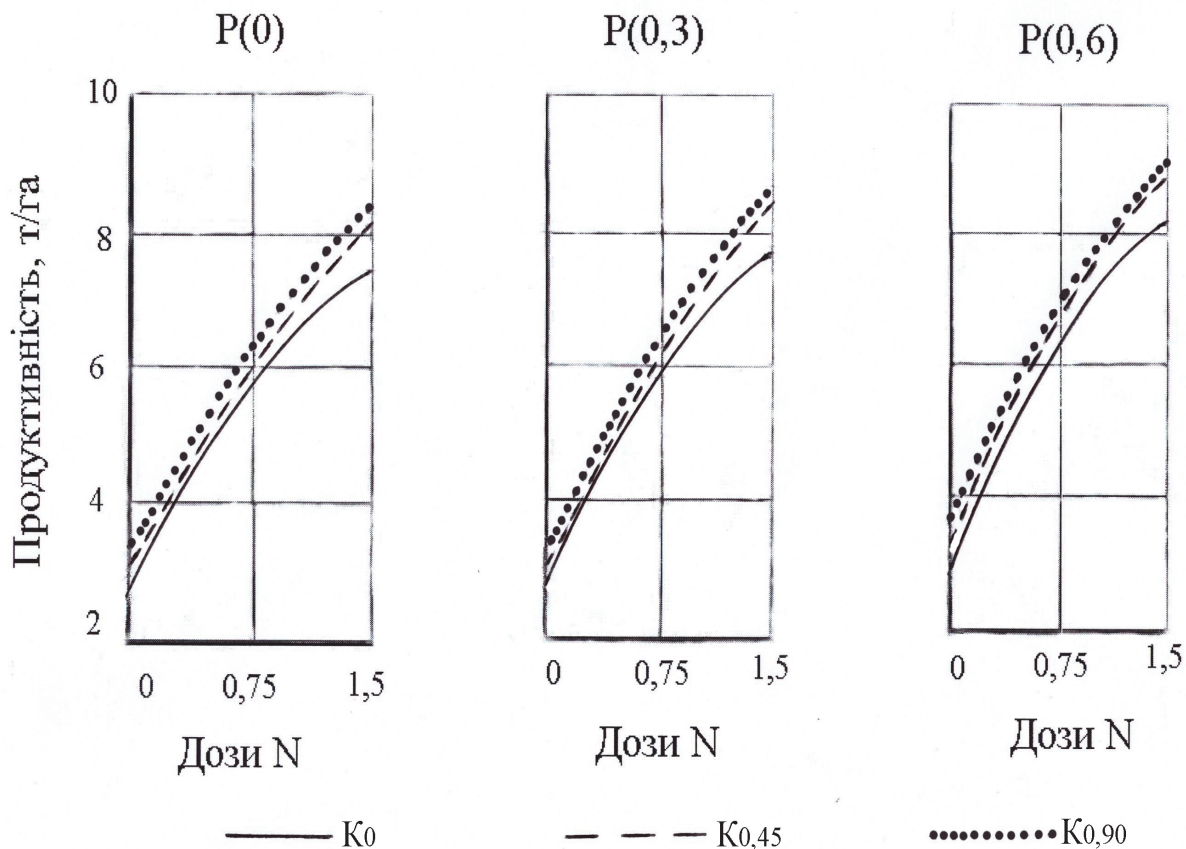 P(0) P(0,3) P(0,6)
Продуктивність, т/га
10
8
6
4
2
0 0,75 1,5 0 0,75 1,5 0 0,75 1,5
Дози N Дози N Дози N
K0 K0,45 K0,90